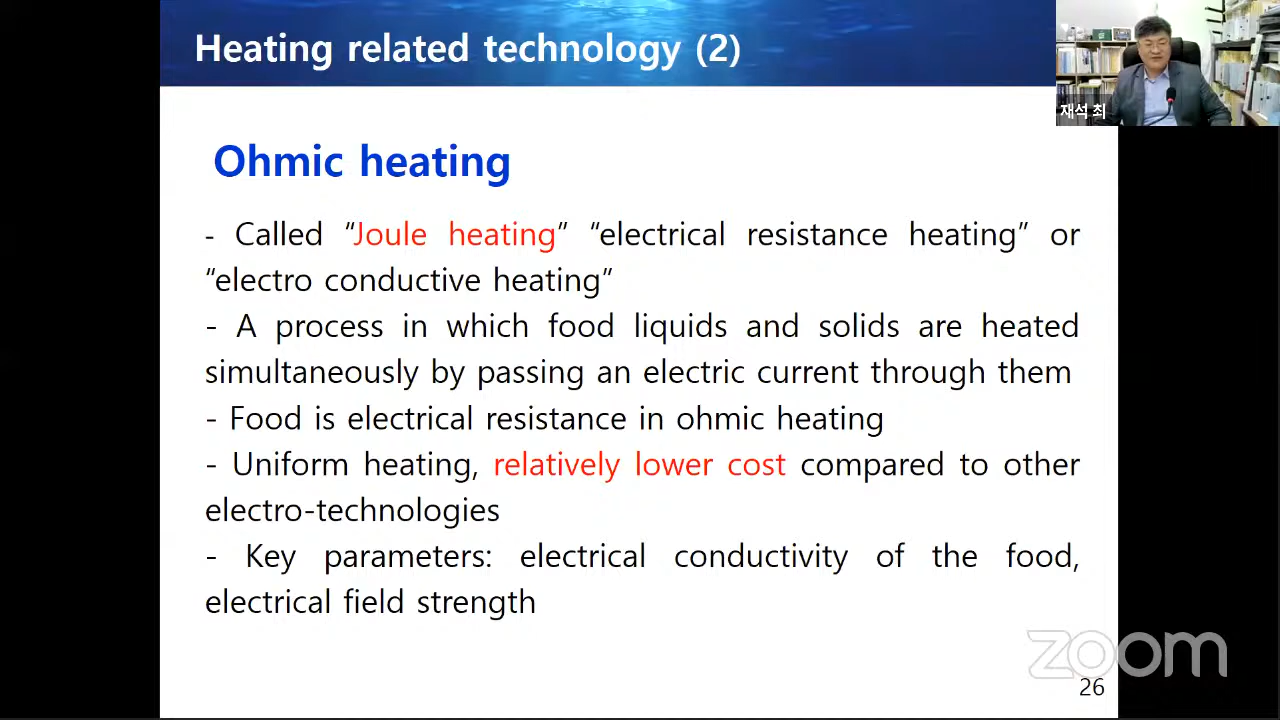 Heating related technology (2)
재석 최
Ohmic heating
- Called “Joule heating” “electrical resistance heating” or
“electro conductive heating“
- A process in which food liquids and solids are heated
simultaneously by passing an electric current through them
- Food is electrical resistance in ohmic heating
- Uniform heating, relatively lower cost compared to other
electro-technologies
- Key parameters: electrical conductivity of the food,
electrical field strength
zoom
26